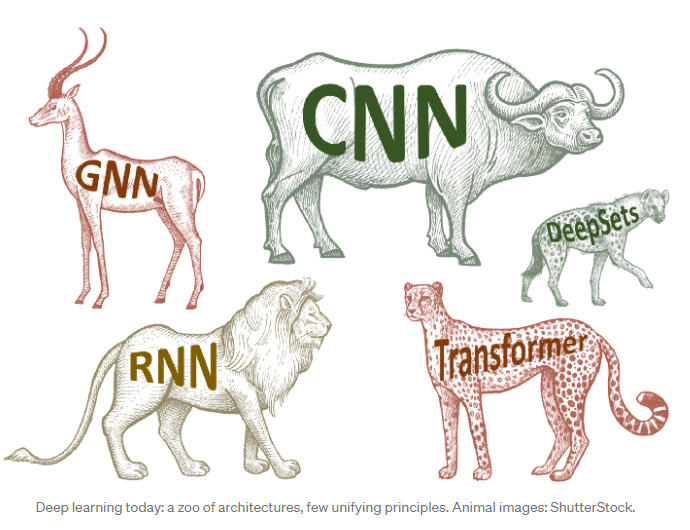 GNN
CNN
DeepSets
RNN
Transformer
Deep learning today: a zoo of architectures, few unifying principles. Animal images: ShutterStock.